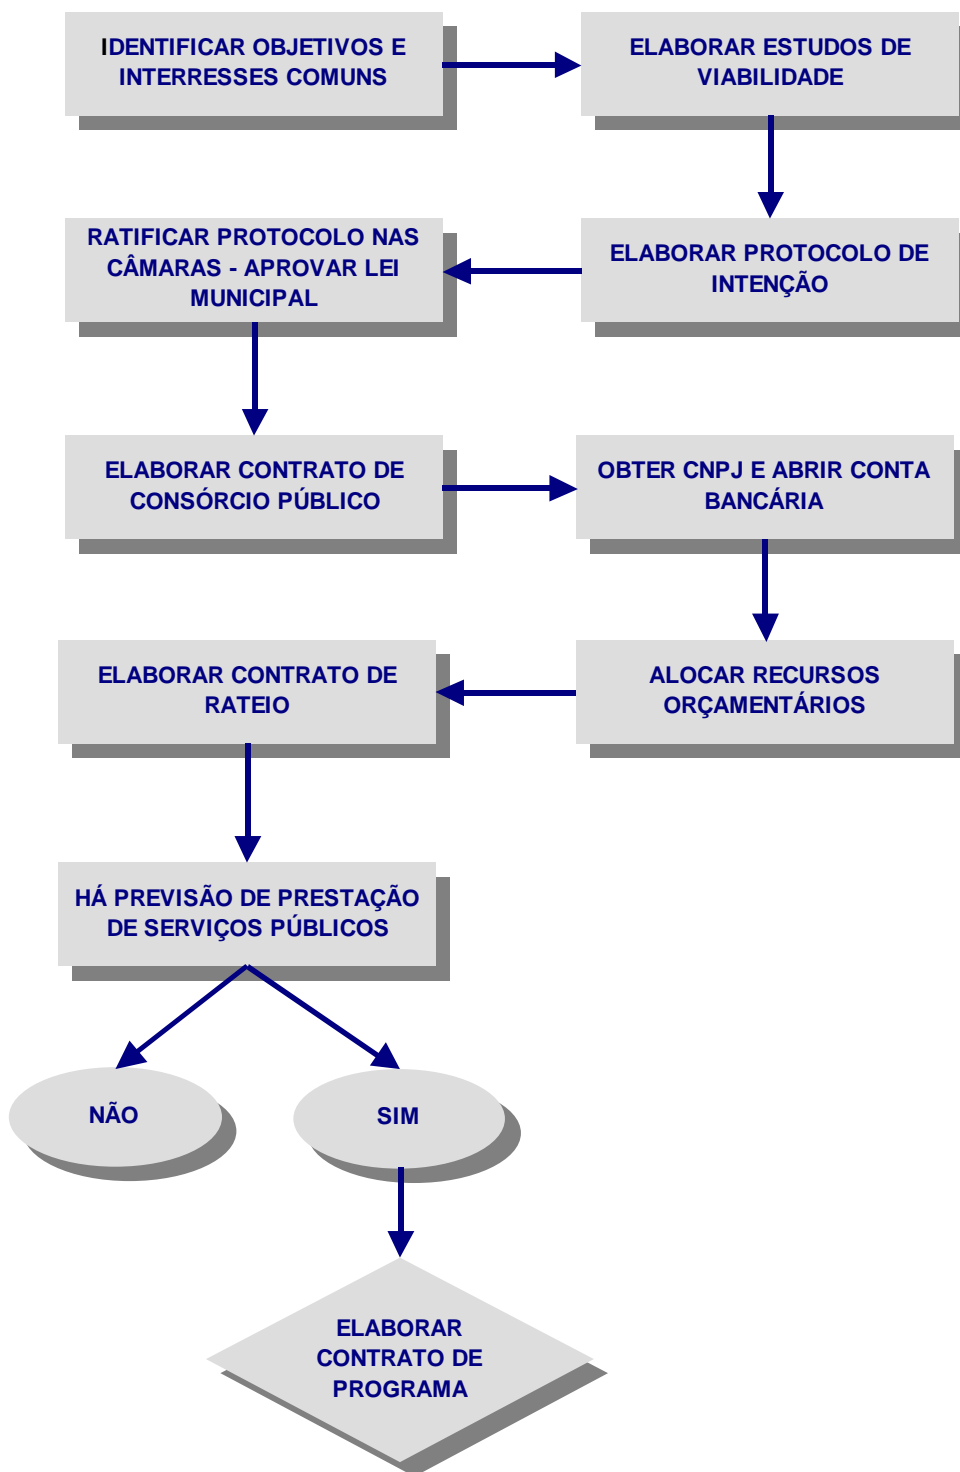 IDENTIFICAR OBJETIVOS E
INTERRESSES COMUNS
ELABORAR ESTUDOS DE
VIABILIDADE
RATIFICAR PROTOCOLO NAS
CÂMARAS - APROVAR LEI
MUNICIPAL
ELABORAR PROTOCOLO DE
INTENÇÃO
ELABORAR CONTRATO DE
CONSÓRCIO PÚBLICO
OBTER CNPJ E ABRIR CONTA
BANCÁRIA
ELABORAR CONTRATO DE
RATEIO
ALOCAR RECURSOS
ORÇAMENTÁRIOS
HÁ PREVISÃO DE PRESTAÇÃO
DE SERVIÇOS PÚBLICOS
NÃO
SIM
ELABORAR
CONTRATO DE
PROGRAMA